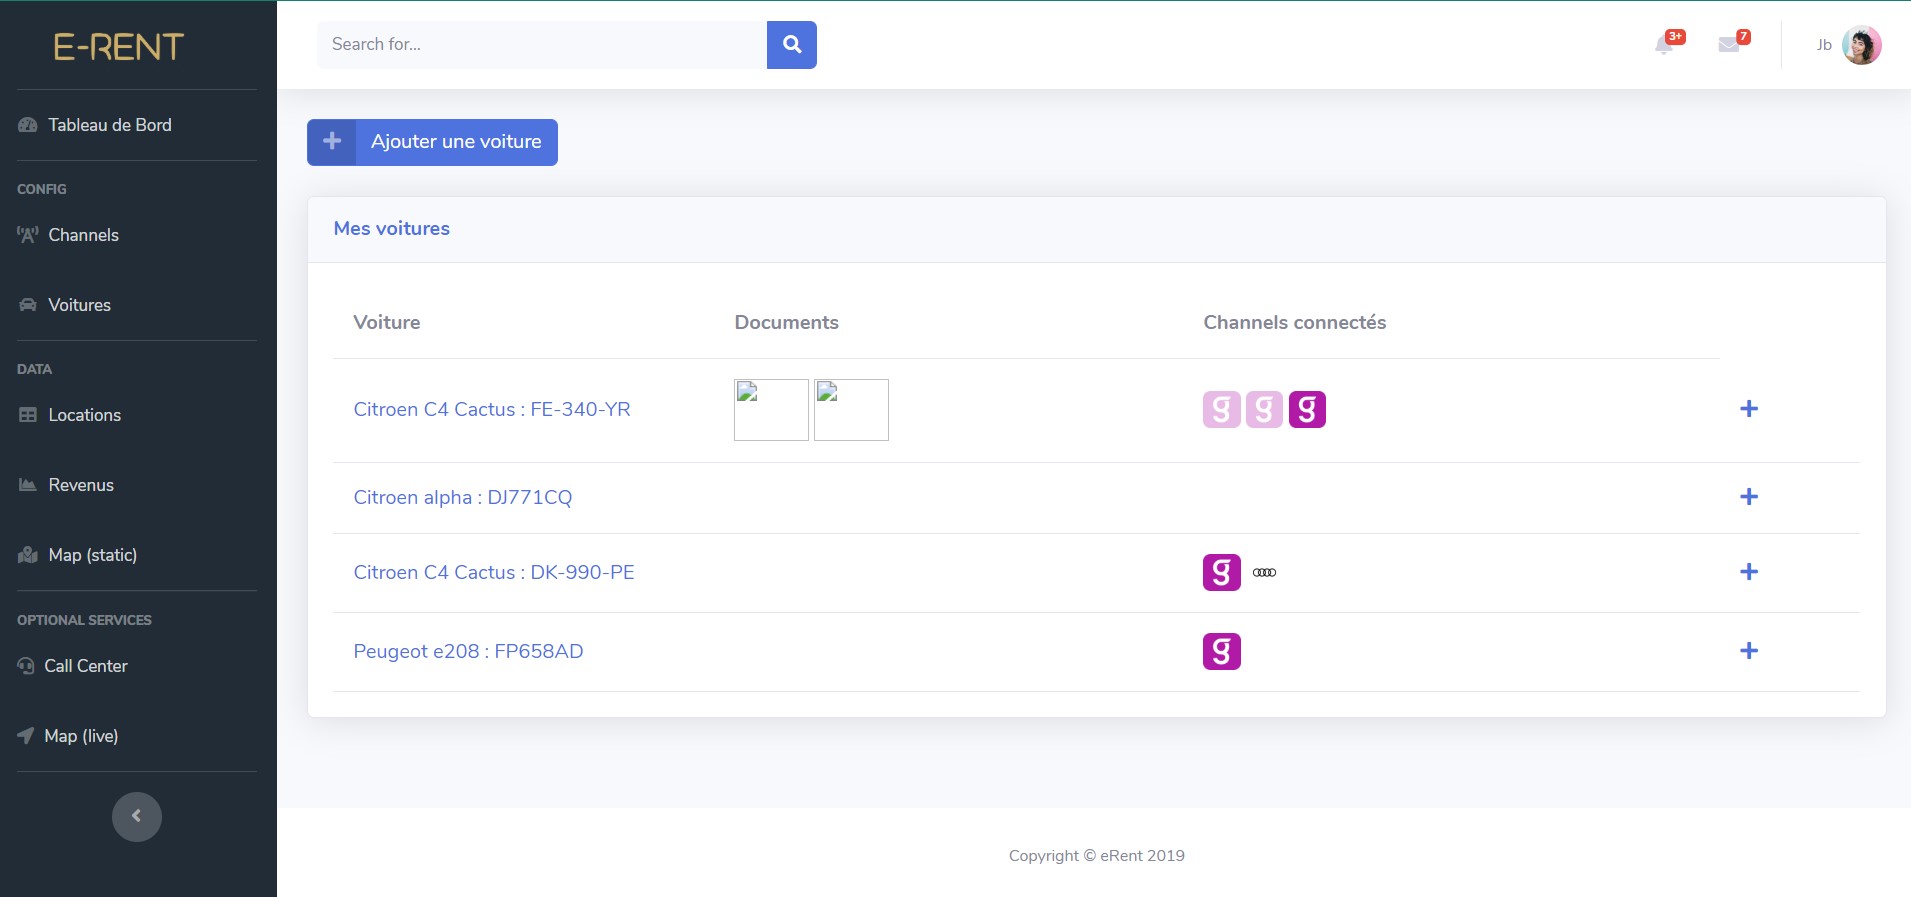 E-RENT
Search for...
3+
7
Jb
Tableau de Bord
CONFIG
Channels
Voitures
DATA
Locations
Revenus
Map (static)
OPTIONAL SERVICES
Call Center
Map (live)
Ajouter une voiture
Mes voitures
Voiture Documents Channels connectés
Citroen C4 Cactus : FE-340-YR g g g
Citroen alpha : DJ771CQ
Citroen C4 Cactus : DK-990-PE g
Peugeot e208 : FP658AD g
Copyright © eRent 2019